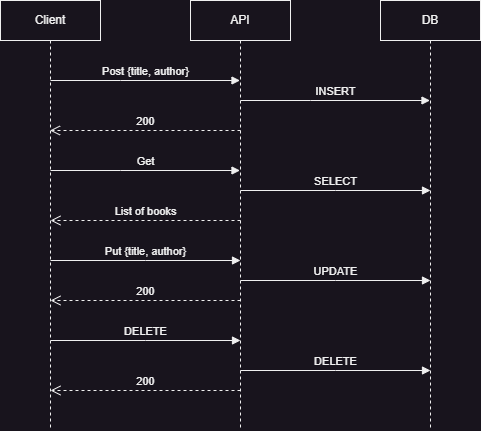 Client
API
DB
Post {title, author}
INSERT
200
Get
SELECT
List of books
Put {title, author}
UPDATE
200
DELETE
DELETE
200